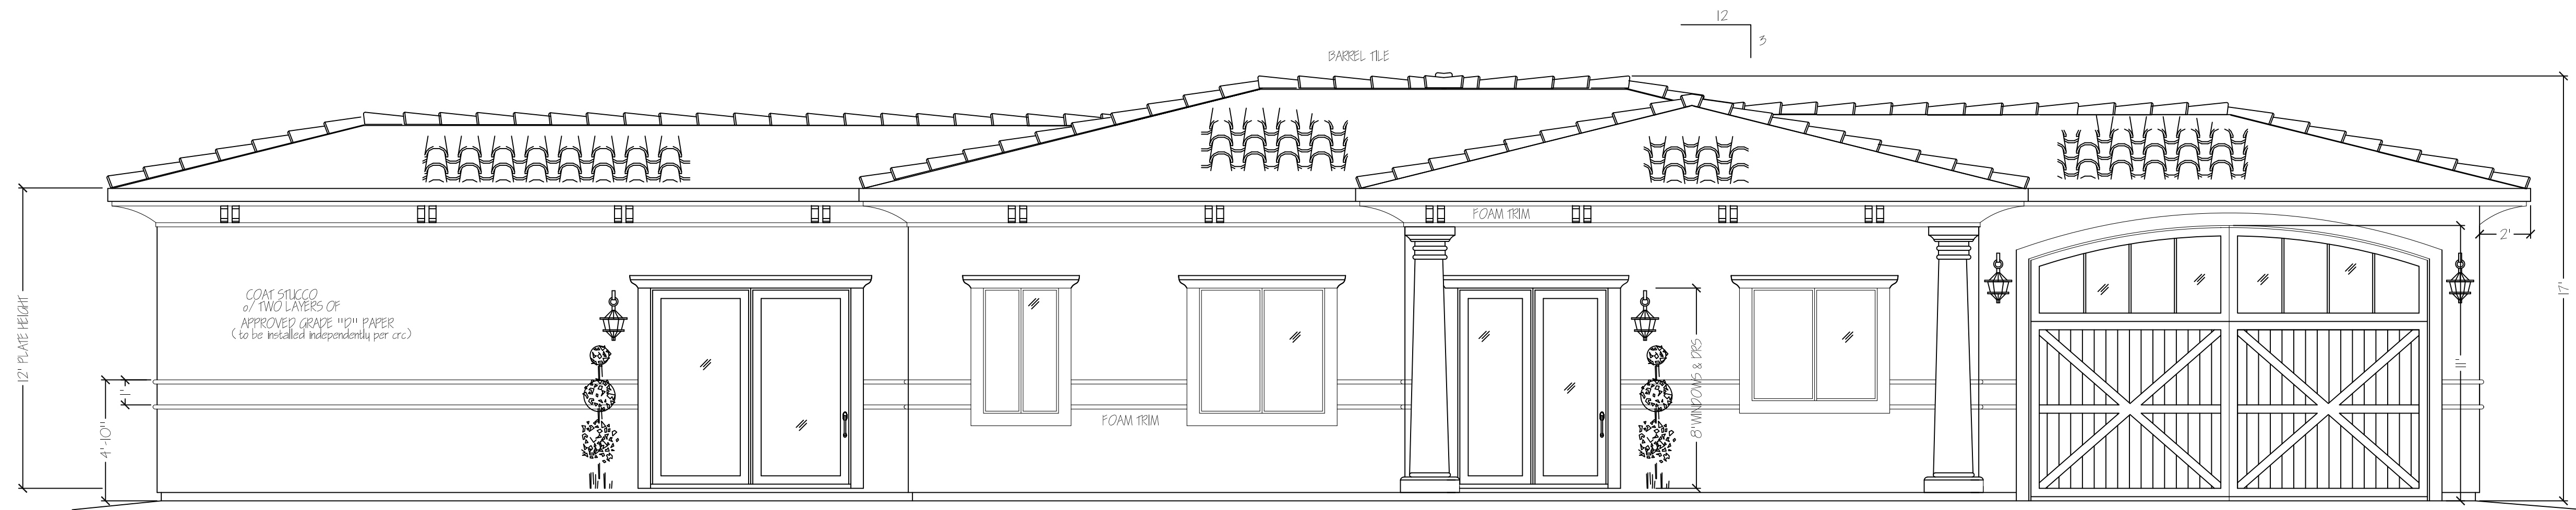 12
3
BARREL TILE
FOAM TRIM
2'
COAT STUCCO
o/ TWO LAYERS OF
APPROVED GRADE "D" PAPER
( to be installed independently per crc)
12' PLATE HEIGHT
17'
8' WINDOWS & DRS
11'
1'
4'-10"
FOAM TRIM